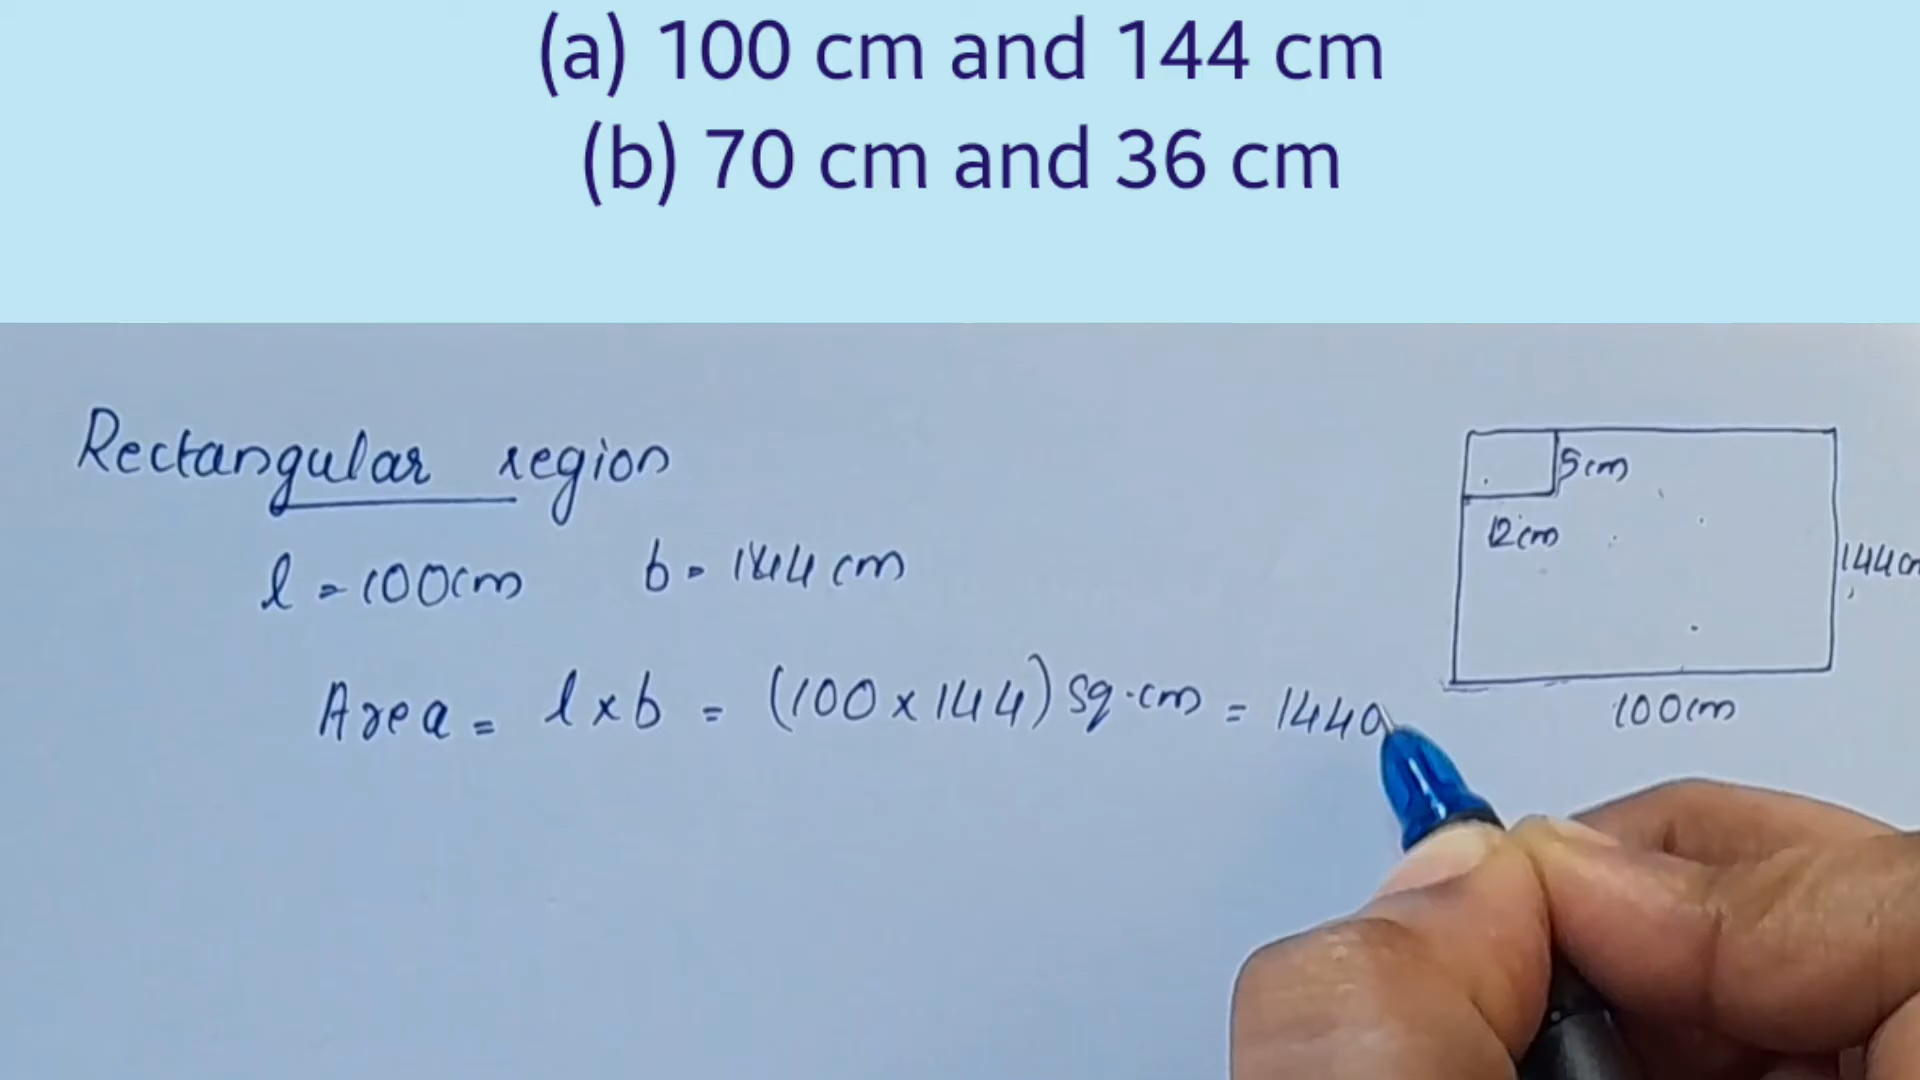 (a) 100 cm and 144 cm
(b) 70 cm and 36 cm
Rectangular region
l = 100cm b = 144 cm
Area = l x b = (100 x 144) sq.cm = 1440
5cm
12cm
144cm
100cm